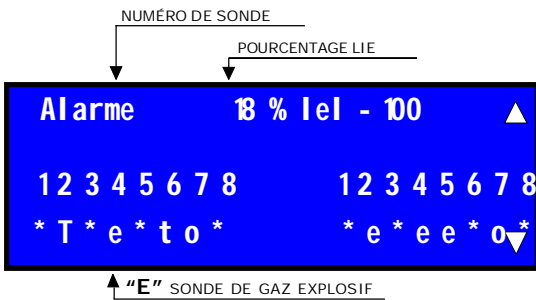 NUMÉRO DE SONDE
POURCENTAGE LIE
Alarme 18 % lel - 100
1 2 3 4 5 6 7 8 1 2 3 4 5 6 7 8
* T * e * t o * * e * e e * o *
"E" SONDE DE GAZ EXPLOSIF